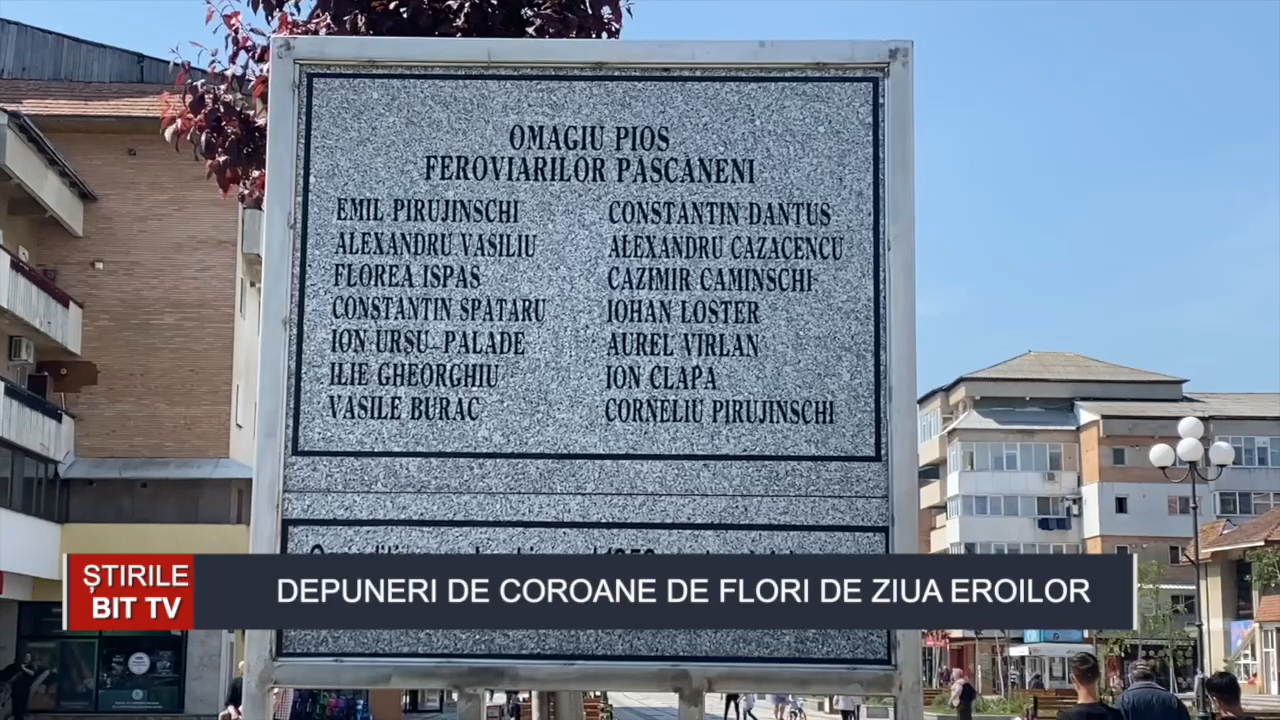 OMAGIU PIOS
FEROVIARILOR PASCANENI
EMIL PIRUJINSCHI
ALEXANDRU VASILIU
FLOREA ISPAS
CONSTANTIN SPATARU
ION URȘU-PALADE
ILIE GHEORGHIU
VASILE BURAC
CONSTANTIN DANTUS
ALEXANDRU CAZACENCU
CAZIMIR CAMINSCHI
IOHAN LOSTER
AUREL VIRLAN
ION CLAPA
CORNELIU PIRUJINSCHI
ȘTIRILE
BIT TV
DEPUNERI DE COROANE DE FLORI DE ZIUA EROILOR